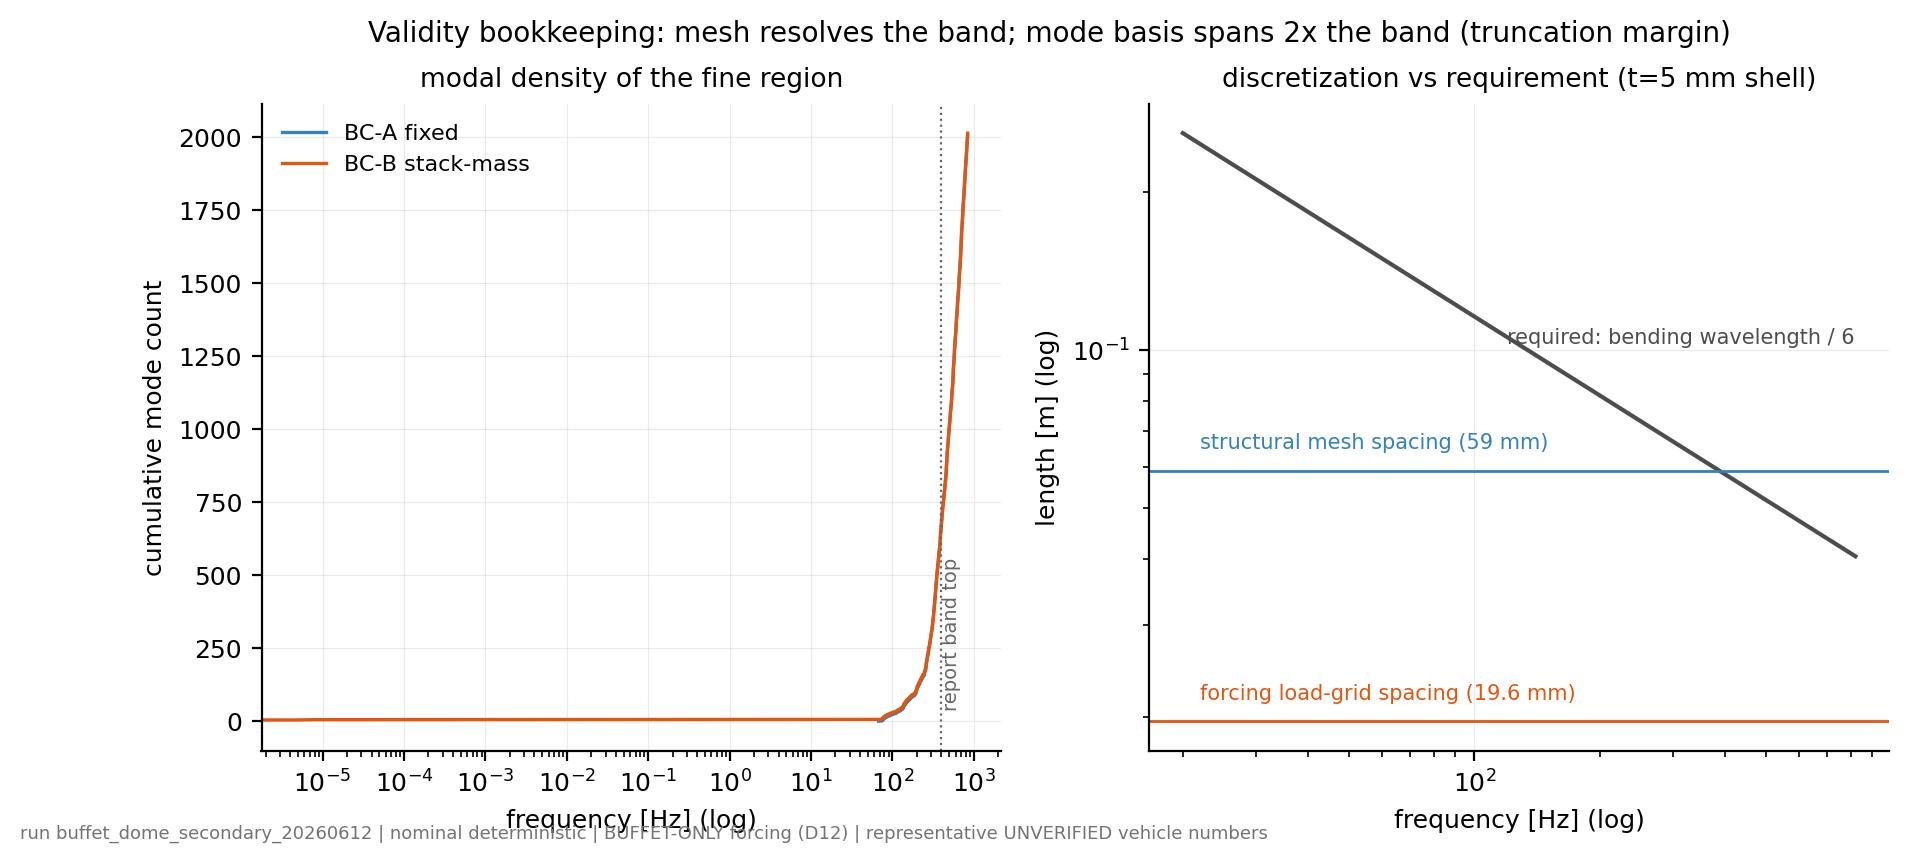 Validity bookkeeping: mesh resolves the band; mode basis spans 2x the band (truncation margin)
modal density of the fine region
BC-A fixed
BC-B stack-mass
cumulative mode count
2000
1750
1500
1250
1000
750
500
250
0
report band top
10⁻⁵
10⁻⁴
10⁻³
10⁻²
10⁻¹
10⁰
10¹
10²
10³
frequency [Hz] (log)
discretization vs requirement (t=5 mm shell)
length [m] (log)
10⁻¹
required: bending wavelength / 6
structural mesh spacing (59 mm)
forcing load-grid spacing (19.6 mm)
10²
frequency [Hz] (log)
run buffet_dome_secondary_20260612 | nominal deterministic | BUFFET-ONLY forcing (D12) | representative UNVERIFIED vehicle numbers